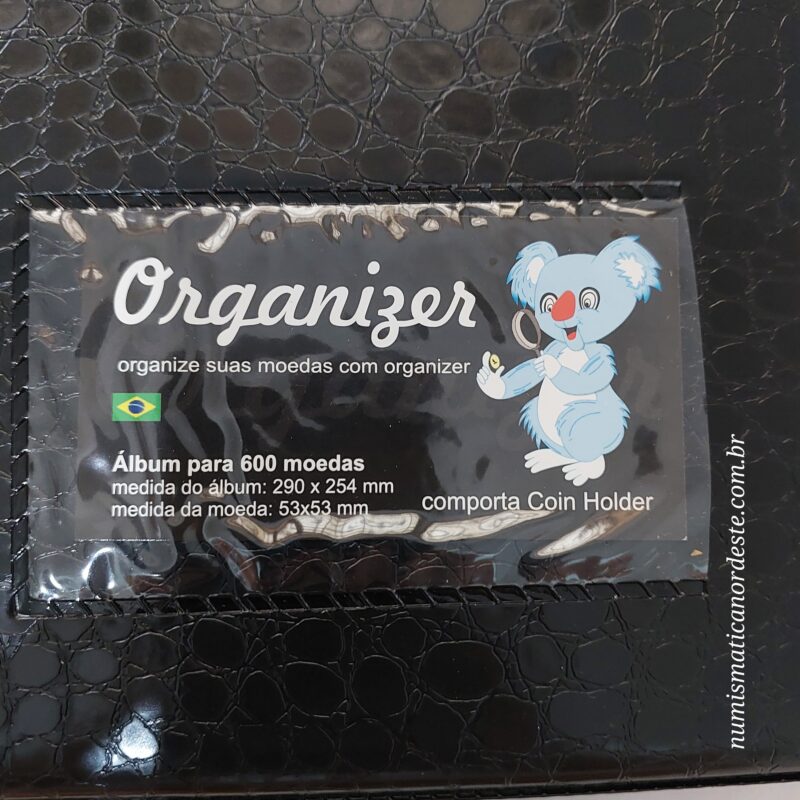 Organizer
organize suas moedas com organizer
Álbum para 600 moedas
medida do álbum: 290 x 254 mm
medida da moeda: 53x53 mm
comporta Coin Holder
numismaticanordeste.com.br